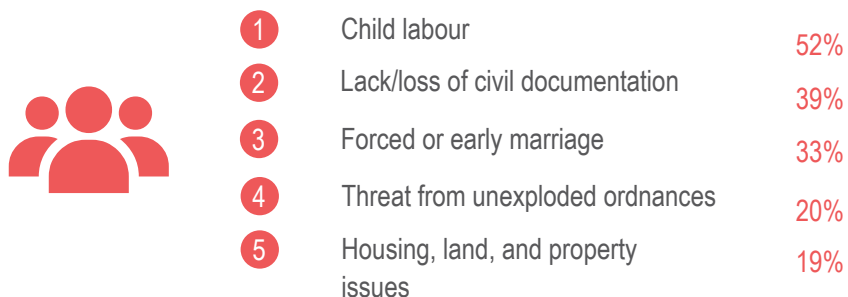 1 Child labour 52%
2 Lack/loss of civil documentation 39%
3 Forced or early marriage 33%
4 Threat from unexploded ordnances 20%
5 Housing, land, and property 19%
issues